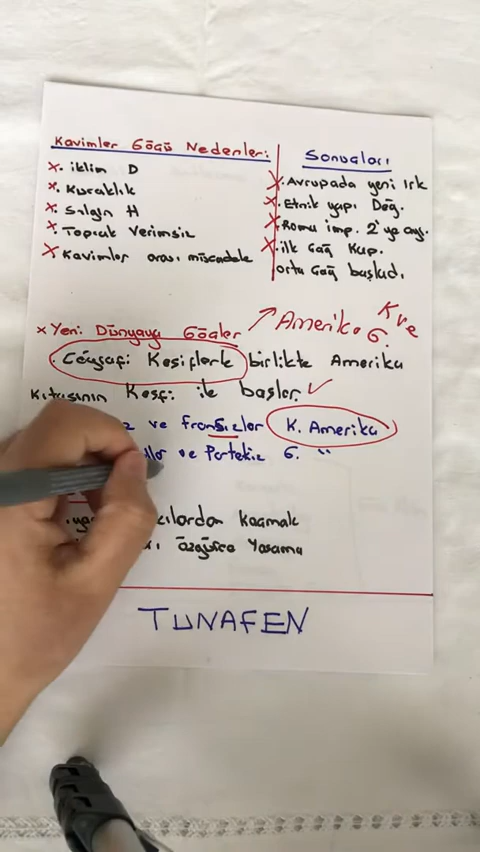 Kavimler Göçü Nedenleri:
x. iklim D
x. Kuraklık
x. Salgın H
x. Toprak Verimsiz
x Kavimler arası mücadele
Sonuçları
x. Avrupada yeni ırk
x. Etnik yapı Değ.
x. Roma imp. 2'ye ay.
x. ilk Çağ Kap.
orta Çağ başladı.
x Yeni Dünyaya Göçler
Amerika K ve G.
Coğrafi Keşiflerle birlikte Amerika
Kıtasının Keşfi ile başlar.
ve fransızlar K. Amerika
ve Portekiz G. "
Kaçmak
özgürce Yaşama
TUNAFEN